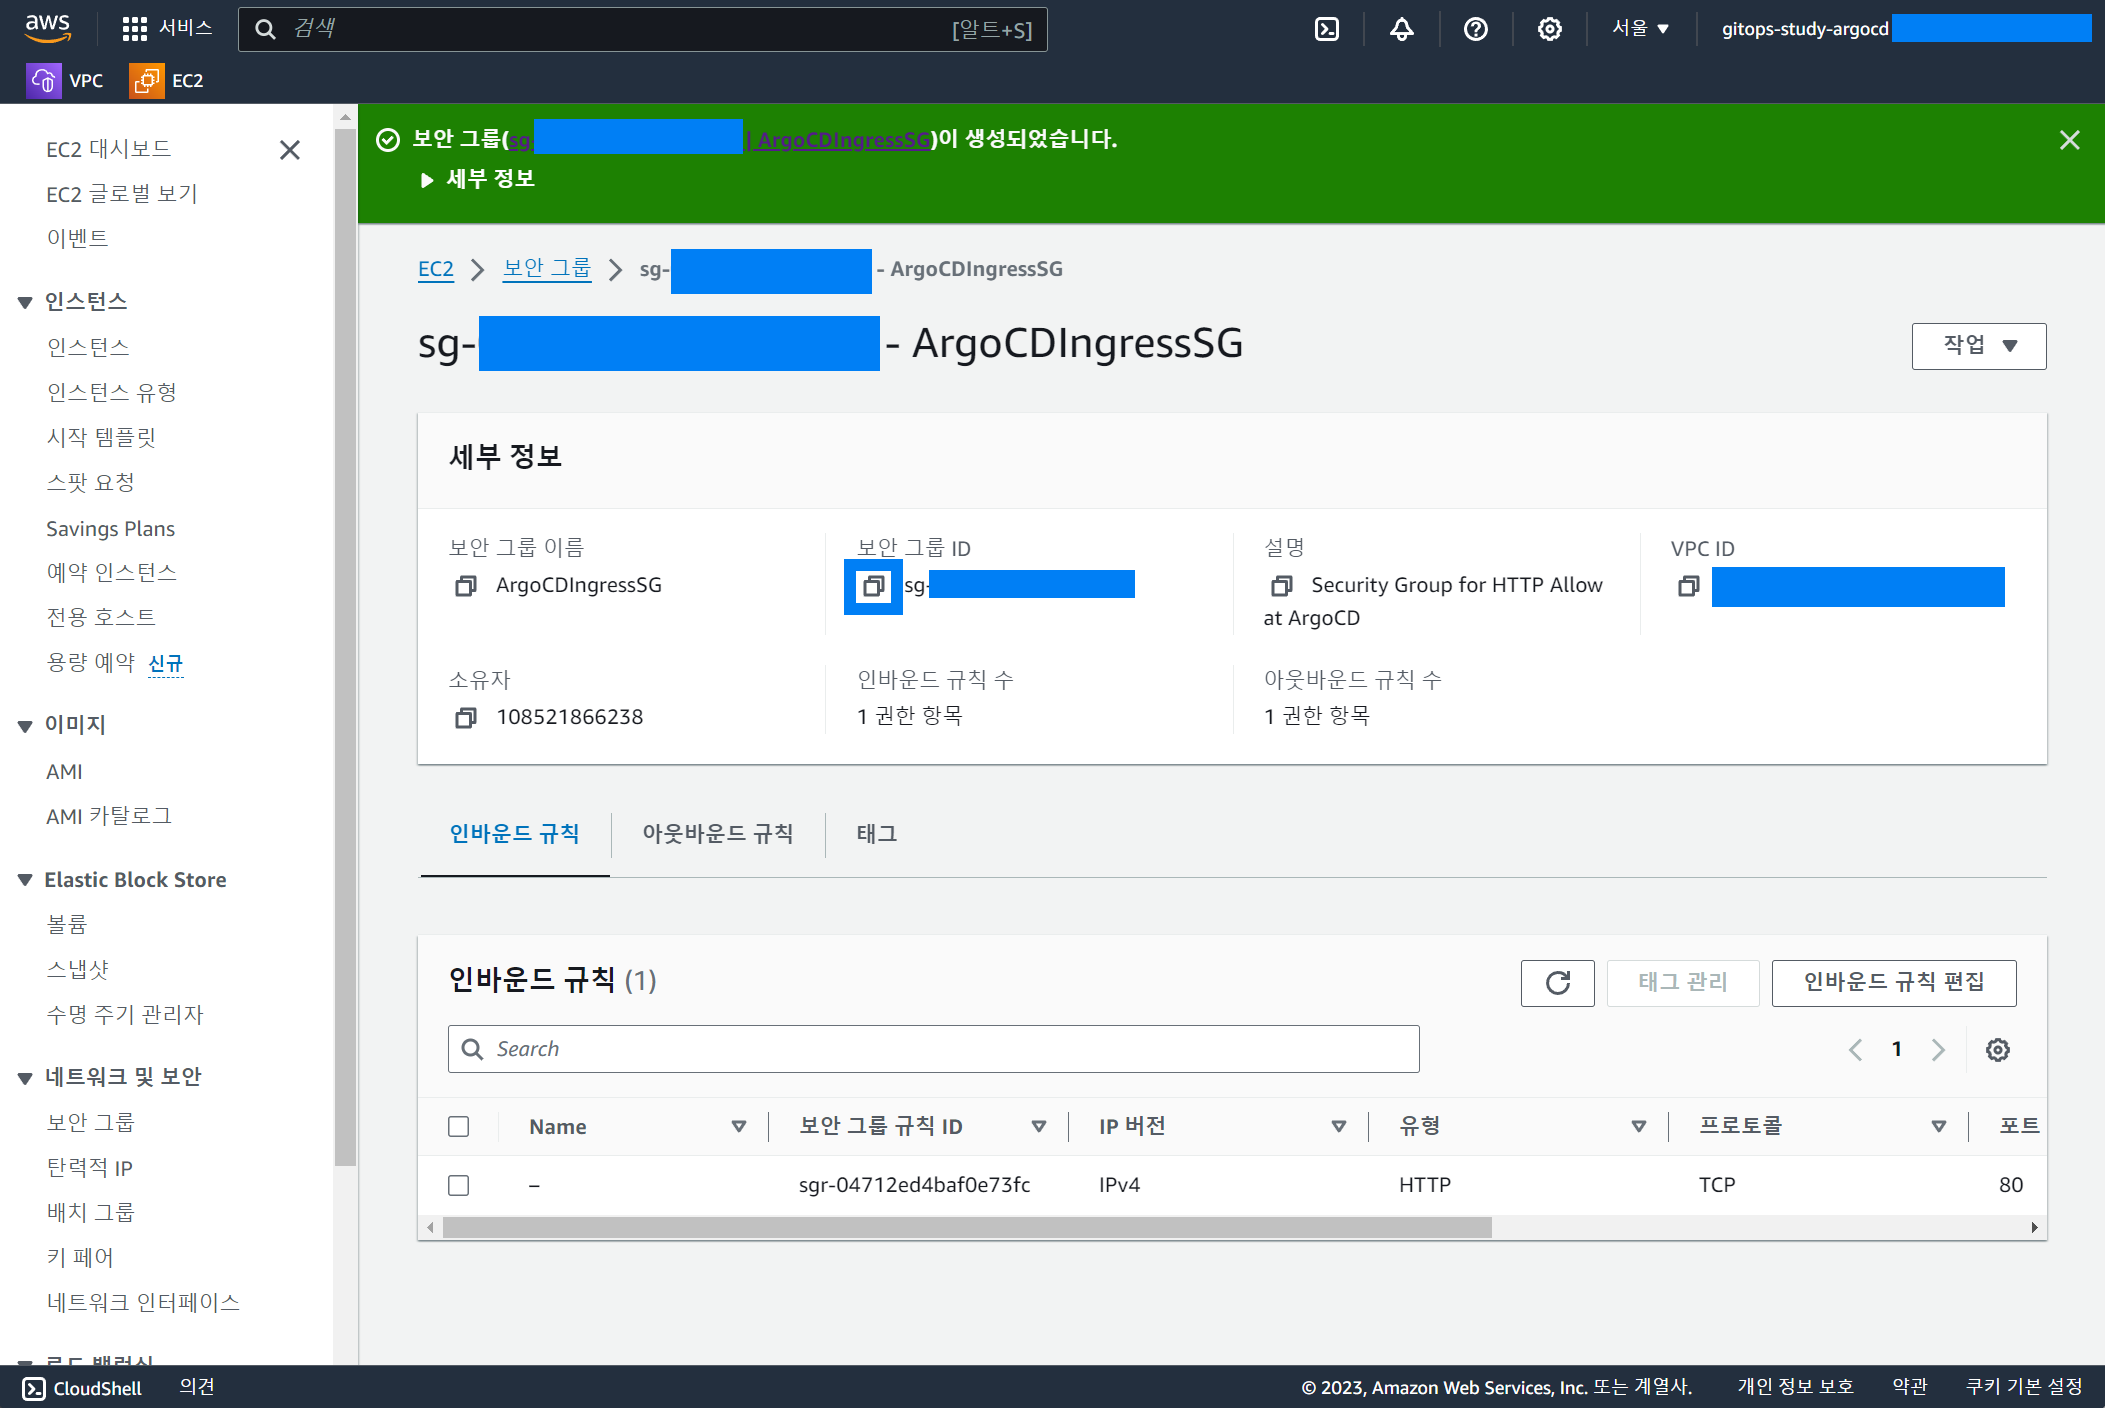 aws
서비스
검색
[알트+S]
서울
gitops-study-argocd
VPC
EC2
EC2 대시보드
EC2 글로벌 보기
이벤트
인스턴스
인스턴스
인스턴스 유형
시작 템플릿
스팟 요청
Savings Plans
예약 인스턴스
전용 호스트
용량 예약 신규
이미지
AMI
AMI 카탈로그
Elastic Block Store
볼륨
스냅샷
수명 주기 관리자
네트워크 및 보안
보안 그룹
탄력적 IP
배치 그룹
키 페어
네트워크 인터페이스
로드 밸런싱
보안 그룹(sg- | ArgoCDIngressSG)이 생성되었습니다.
세부 정보
EC2
보안 그룹
sg- - ArgoCDIngressSG
sg- - ArgoCDIngressSG
작업
세부 정보
보안 그룹 이름
ArgoCDIngressSG
보안 그룹 ID
sg-
설명
Security Group for HTTP Allow
at ArgoCD
VPC ID
소유자
108521866238
인바운드 규칙 수
1 권한 항목
아웃바운드 규칙 수
1 권한 항목
인바운드 규칙
아웃바운드 규칙
태그
인바운드 규칙 (1)
태그 관리
인바운드 규칙 편집
Search
1
Name
보안 그룹 규칙 ID
IP 버전
유형
프로토콜
포트
–
sgr-04712ed4baf0e73fc
IPv4
HTTP
TCP
80
CloudShell
의견
© 2023, Amazon Web Services, Inc. 또는 계열사.
개인 정보 보호
약관
쿠키 기본 설정